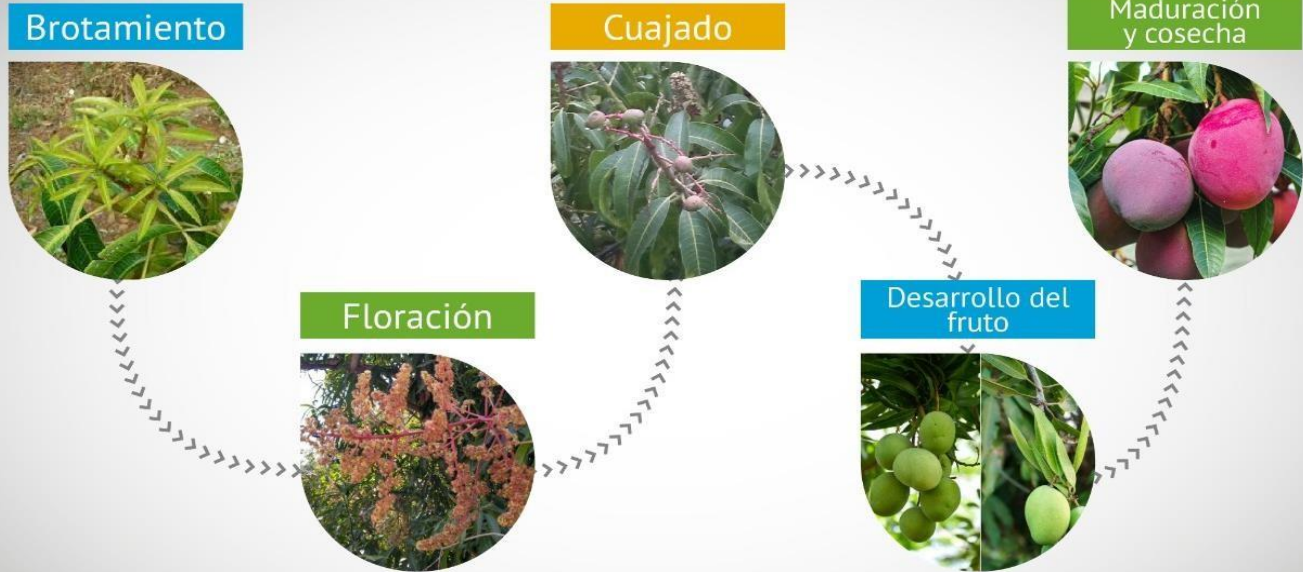 Brotamiento
Floración
Cuajado
Desarrollo del
fruto
Maduración
y cosecha